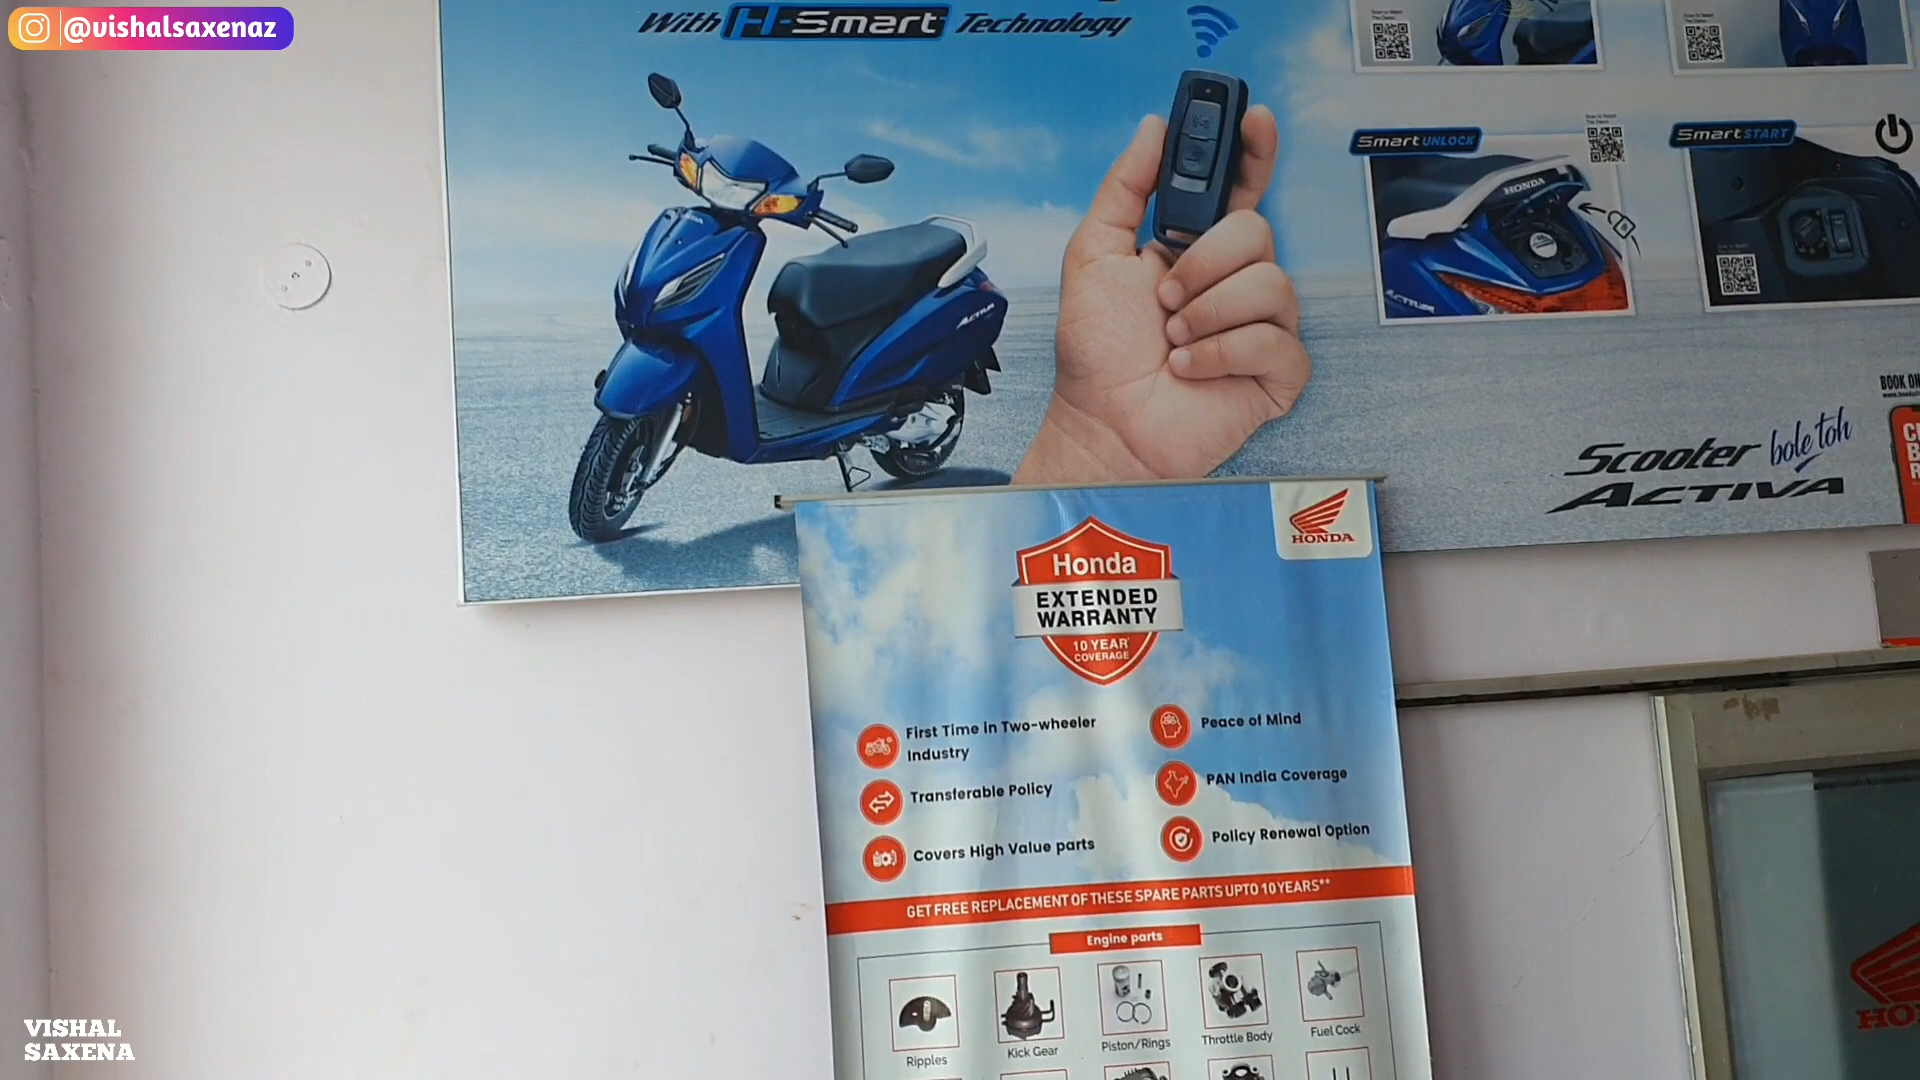 @vishalsaxenaz
With H-Smart Technology
Smart UNLOCK
Smart START
HONDA
ACTIVA
ACTIVA
BOOK ON
Scooter bole toh
ACTIVA
HONDA
Honda
EXTENDED
WARRANTY
10 YEAR*
COVERAGE
First Time in Two-wheeler
Industry
Transferable Policy
Covers High Value parts
Peace of Mind
PAN India Coverage
Policy Renewal Option
GET FREE REPLACEMENT OF THESE SPARE PARTS UPTO 10 YEARS**
Engine parts
Ripples
Kick Gear
Piston/Rings
Throttle Body
Fuel Cock
HO
VISHAL
SAXENA